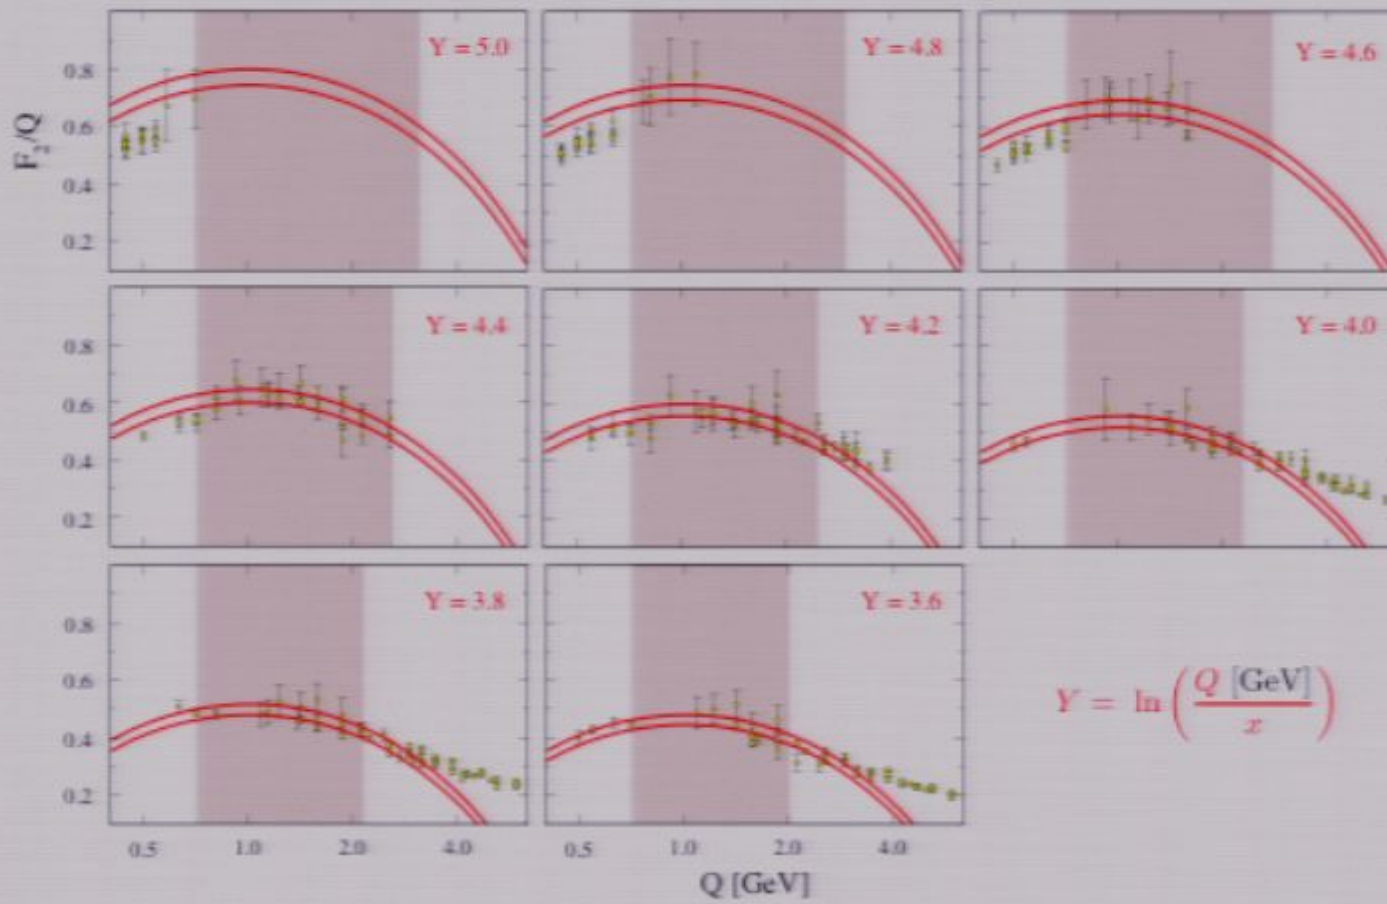 Y = 5.0
Y = 4.8
Y = 4.6
0.8
0.6
0.4
0.2
F₂/Q
Y = 4.4
Y = 4.2
Y = 4.0
0.8
0.6
0.4
0.2
Y = 3.8
Y = 3.6
0.8
0.6
0.4
0.2
Y = ln(Q [GeV] / x)
0.5 1.0 2.0 4.0
0.5 1.0 2.0 4.0
Q [GeV]